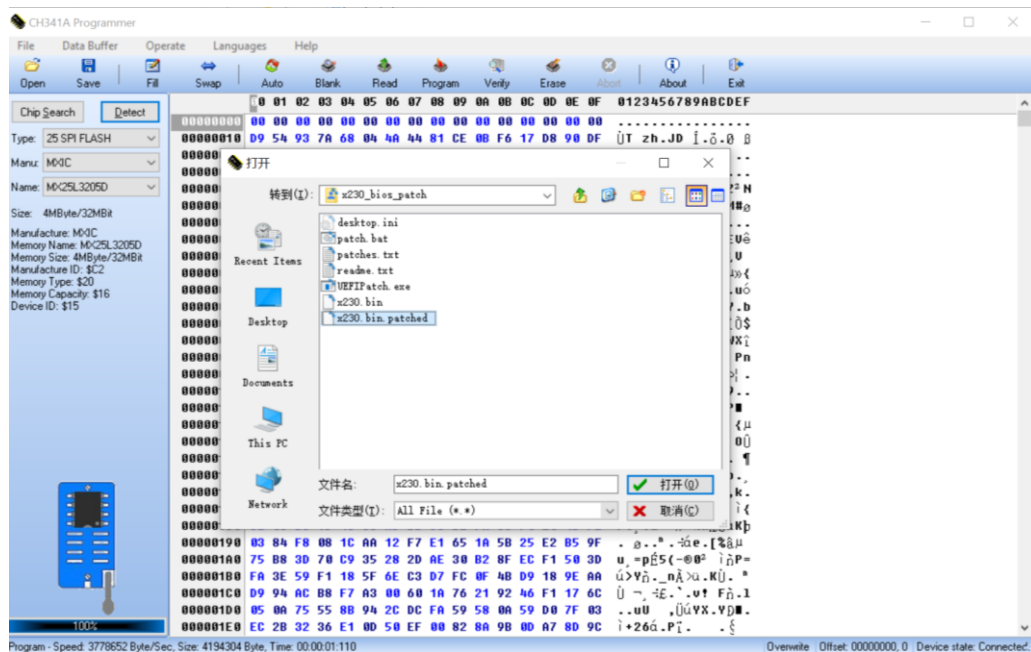 CH341A Programmer
File Data Buffer Operate Languages Help
Open Save Fill Swap Auto Blank Read Program Verify Erase Abort About Exit
Chip Search Detect
Type: 25 SPI FLASH
Manu: MXIC
Name: MX25L3205D
Size: 4MByte/32MBit
Manufacture: MXIC
Memory Name: MX25L3205D
Memory Size: 4MByte/32MBit
Manufacture ID: $C2
Memory Type: $20
Memory Capacity: $16
Device ID: $15
100%
0 01 02 03 04 05 06 07 08 09 0A 0B 0C 0D 0E 0F 0123456789ABCDEF
00000000 00 00 00 00 00 00 00 00 00 00 00 00 00 00 00 00 ................
00000010 D9 54 93 7A 68 04 4A 44 81 CE 0B F6 17 D8 90 DF
打开
转到(I): x230_bios_patch
Recent Items
Desktop
Documents
This PC
Network
desktop.ini
patch.bat
patches.txt
readme.txt
UEFIPatch.exe
x230.bin
x230.bin.patched
文件名: x230.bin.patched 打开(O)
文件类型(T): All File (*.*) 取消(C)
00000190 03 84 F8 08 1C AA 12 F7 E1 65 1A 5B 25 E2 B5 9F
000001A0 75 B8 3D 70 C9 35 28 2D AE 30 B2 8F EC F1 50 3D
000001B0 FA 3E 59 F1 18 5F 6E C3 D7 FC 0F 4B D9 18 9E AA
000001C0 D9 94 AC B8 F7 A3 00 60 1A 76 21 92 46 F1 17 6C
000001D0 05 0A 75 55 8B 94 2C DC FA 59 58 0A 59 D0 7F 03
000001E0 EC 2B 32 36 E1 0D 50 EF 00 82 8A 9B 0D A7 8D 9C
Program - Speed: 3778652 Byte/Sec, Size: 4194304 Byte, Time: 00:00:01:110 Overwrite Offset: 00000000, 0 Device state: Connected.